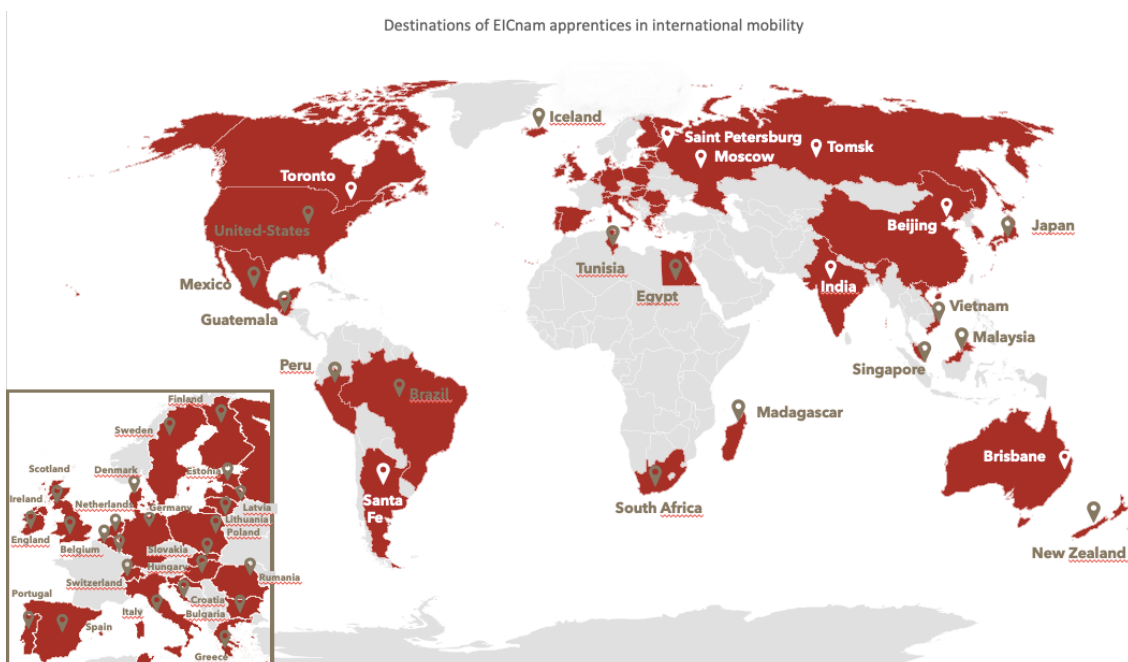 Destinations of EICnam apprentices in international mobility
Iceland
Saint Petersburg
Moscow
Tomsk
Toronto
United-States
Beijing
Japan
Tunisia
Egypt
India
Mexico
Guatemala
Vietnam
Malaysia
Singapore
Peru
Brazil
Madagascar
Santa
Fe
South Africa
Brisbane
New Zealand
Finland
Sweden
Scotland
Denmark
Estonia
Ireland
Netherlands
Germany
Latvia
Lithuania
England
Poland
Belgium
Slovakia
Hungary
Switzerland
Rumania
Portugal
Croatia
Italy
Bulgaria
Spain
Greece